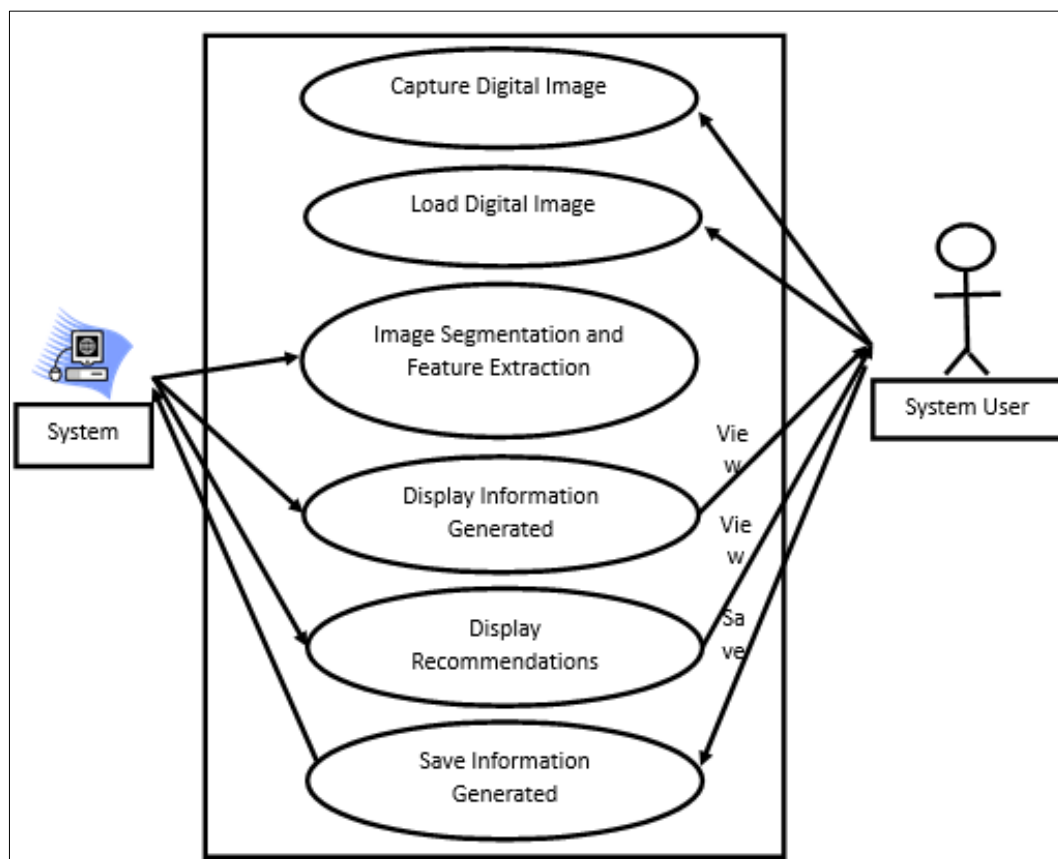 Capture Digital Image
Load Digital Image
Image Segmentation and
Feature Extraction
System
System User
Vie
w
Display Information
Generated
Vie
w
Display
Recommendations
Sa
ve
Save Information
Generated